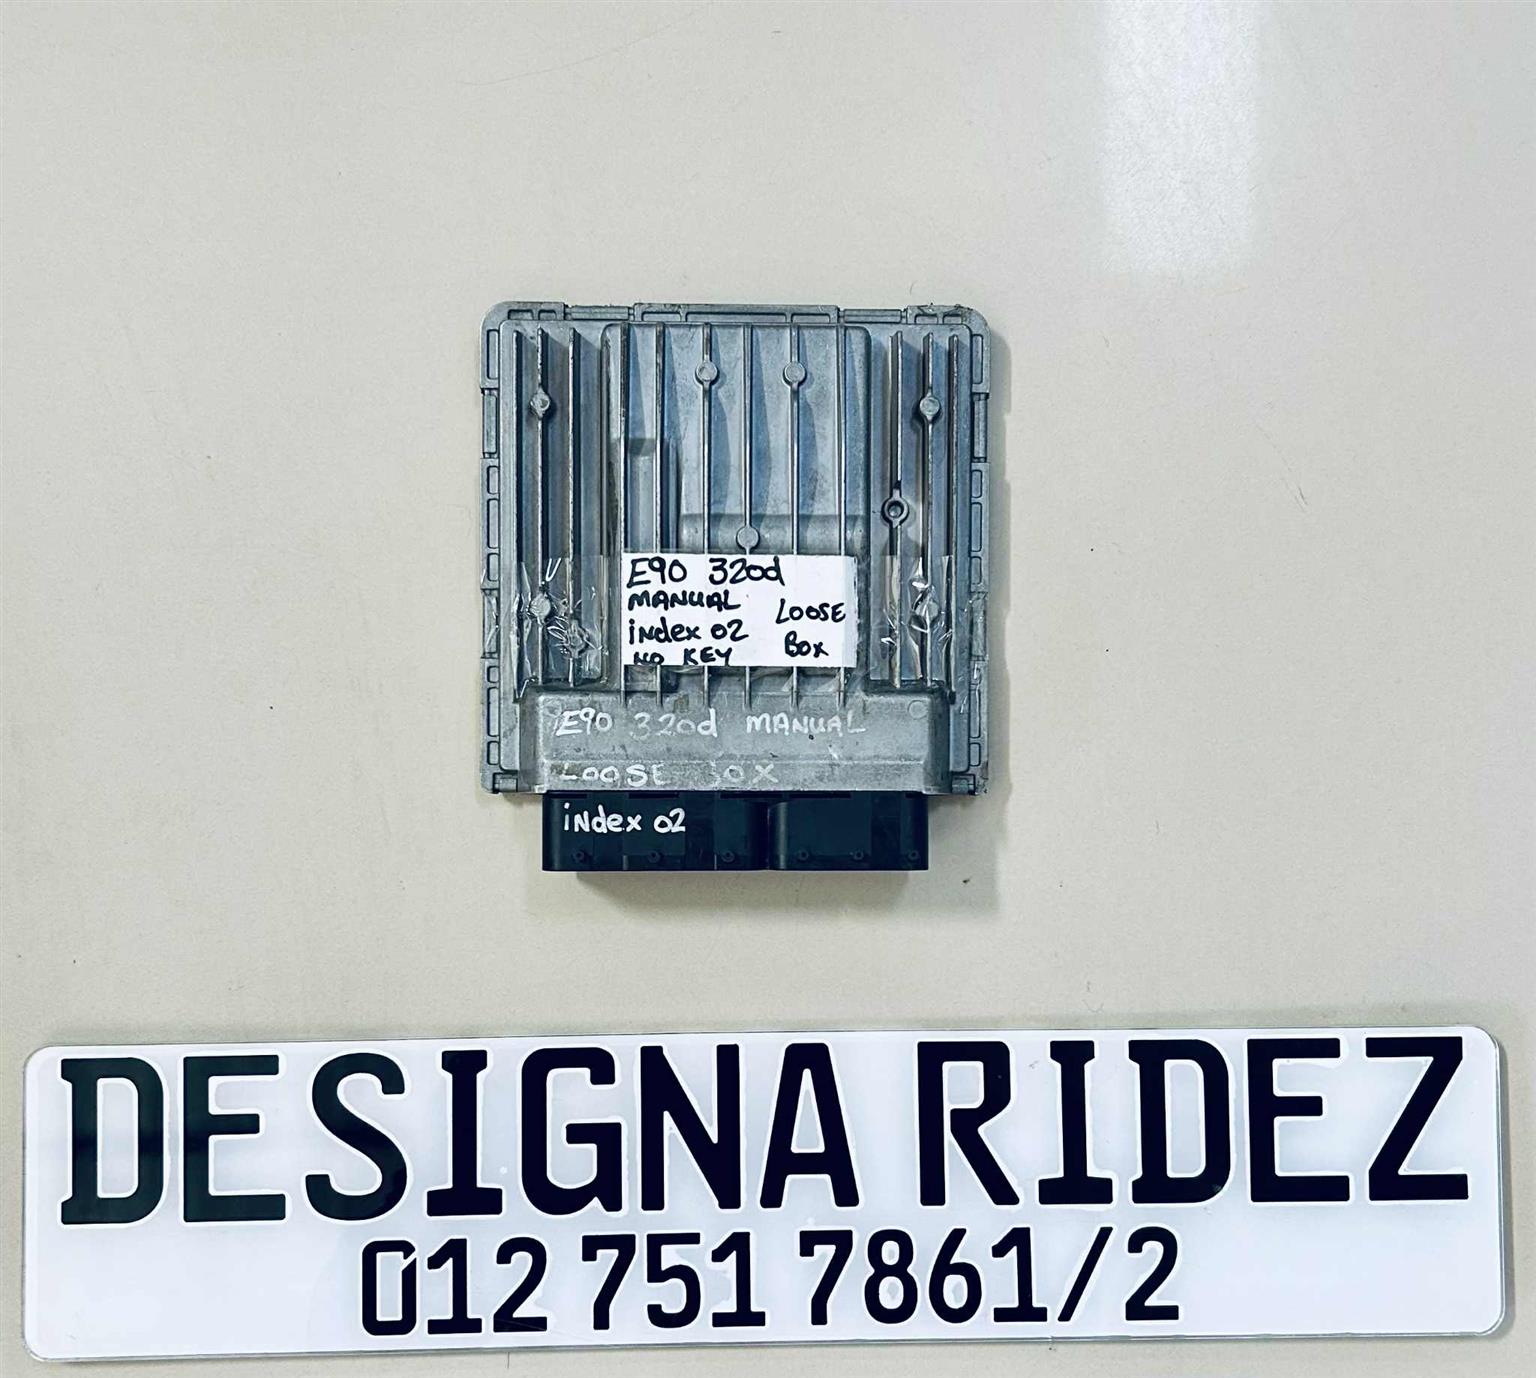 E90 320d
MANUAL
index 02
NO KEY
LOOSE
BOX
E90 320d MANUAL
LOOSE BOX
index 02
DESIGNA RIDEZ
012 751 7861/2